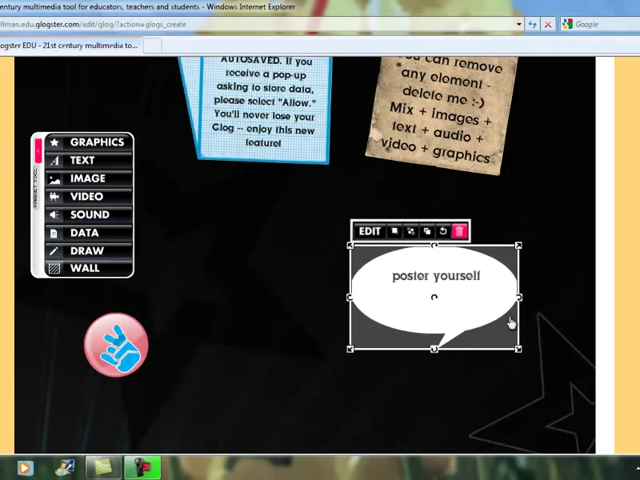 entury multimedia tool for educators, teachers and students - Windows Internet Explorer
llman.edu.glogster.com/edit/glog/?action=glogs_create
Google
logster EDU - 21st century multimedia to...
AUTOSAVED. If you
receive a pop-up
asking to store data,
please select "Allow."
You'll never lose your
Glog -- enjoy this new
feature!
can remove
any element -
delete me :-)
Mix + images +
text + audio +
video + graphics
MAGNET TOOL
GRAPHICS
TEXT
IMAGE
VIDEO
SOUND
DATA
DRAW
WALL
EDIT
poster yourself